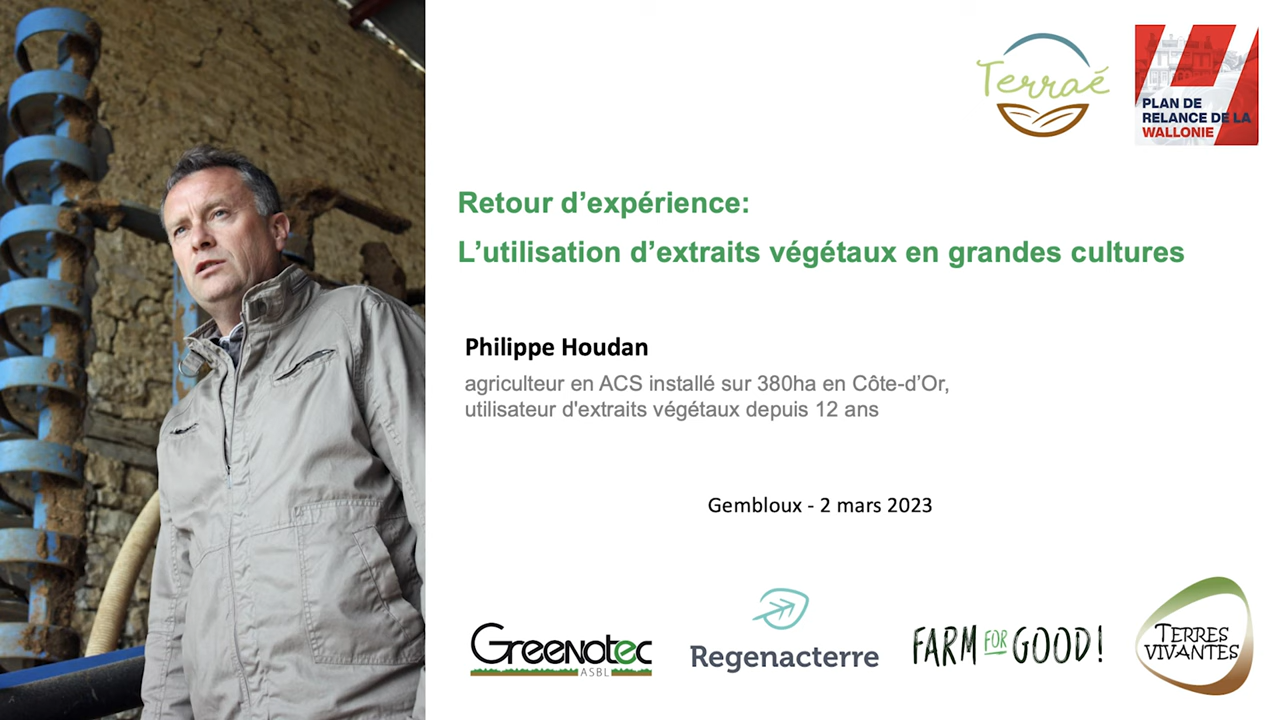 Terraé
PLAN DE
RELANCE DE LA
WALLONIE
Retour d’expérience:
L’utilisation d’extraits végétaux en grandes cultures
Philippe Houdan
agriculteur en ACS installé sur 380ha en Côte-d’Or,
utilisateur d'extraits végétaux depuis 12 ans
Gembloux - 2 mars 2023
Greenotec
ASBL
Regenacterre
FARM FOR GOOD!
TERRES
VIVANTES